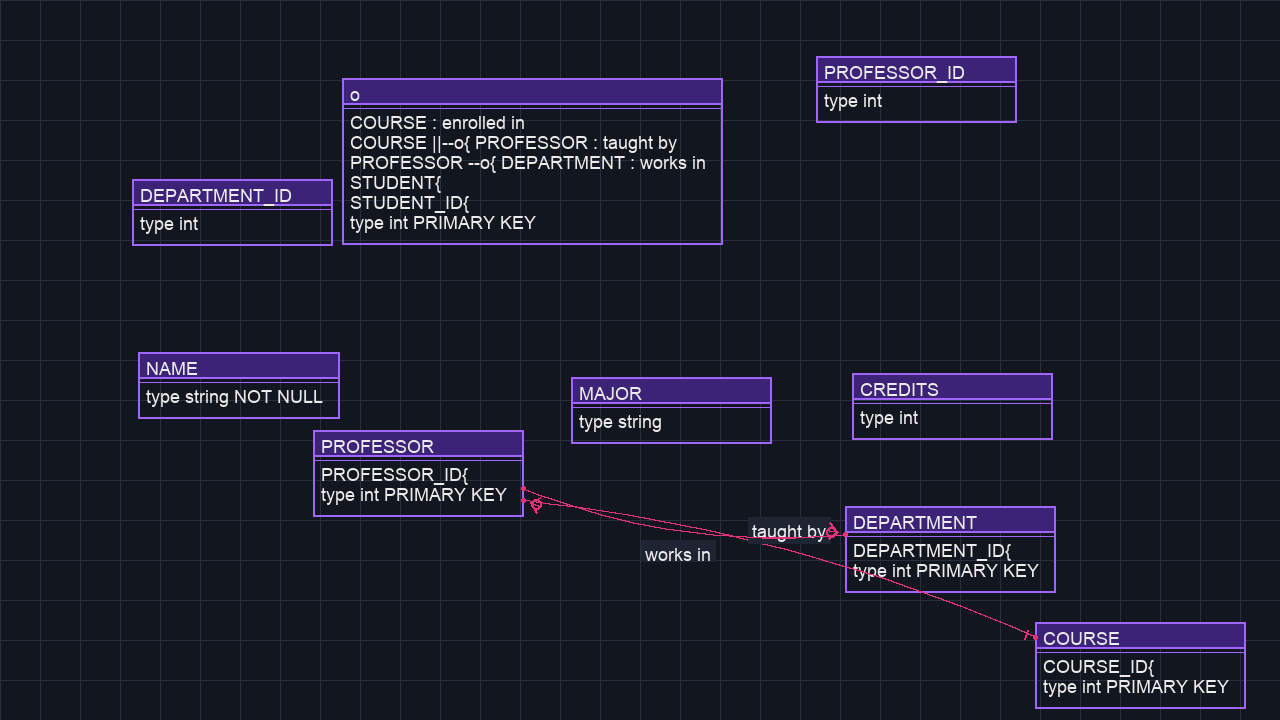 PROFESSOR_ID
type int
o
COURSE : enrolled in
COURSE ||--o{ PROFESSOR : taught by
PROFESSOR --o{ DEPARTMENT : works in
STUDENT{
STUDENT_ID{
type int PRIMARY KEY
DEPARTMENT_ID
type int
NAME
type string NOT NULL
MAJOR
type string
CREDITS
type int
PROFESSOR
PROFESSOR_ID{
type int PRIMARY KEY
taught by
works in
DEPARTMENT
DEPARTMENT_ID{
type int PRIMARY KEY
COURSE
COURSE_ID{
type int PRIMARY KEY